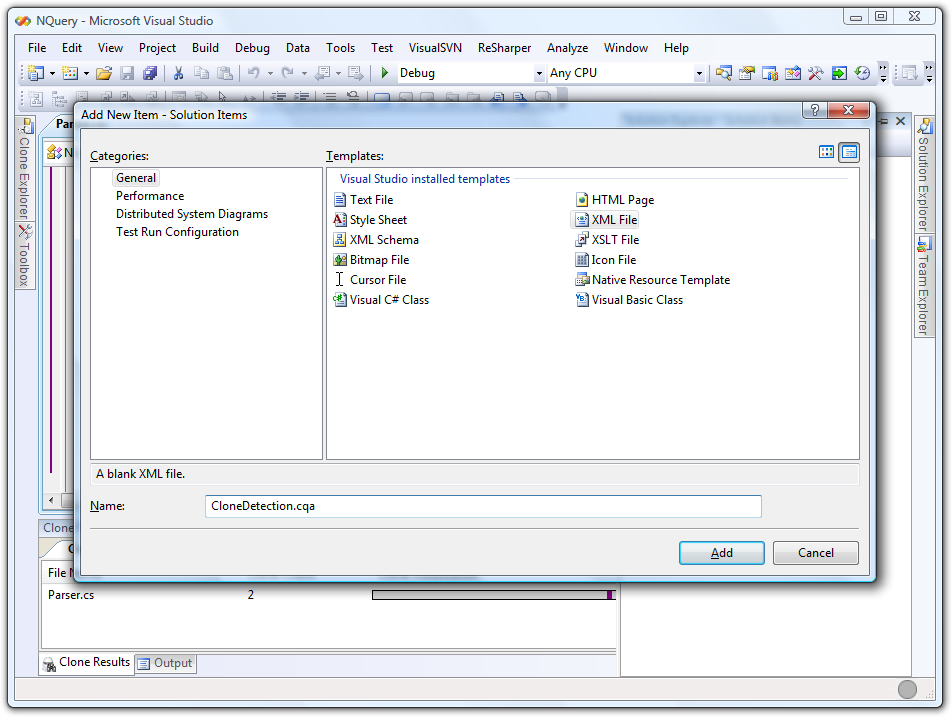 NQuery - Microsoft Visual Studio
File Edit View Project Build Debug Data Tools Test VisualSVN ReSharper Analyze Window Help
Debug Any CPU
Add New Item - Solution Items
Clone Explorer
Toolbox
Solution Explorer
Team Explorer
Categories:
General
Performance
Distributed System Diagrams
Test Run Configuration
Templates:
Visual Studio installed templates
Text File HTML Page
Style Sheet XML File
XML Schema XSLT File
Bitmap File Icon File
Cursor File Native Resource Template
Visual C# Class Visual Basic Class
A blank XML file.
Name: CloneDetection.cqa
Add Cancel
Clone
File
Parser.cs 2
Clone Results Output